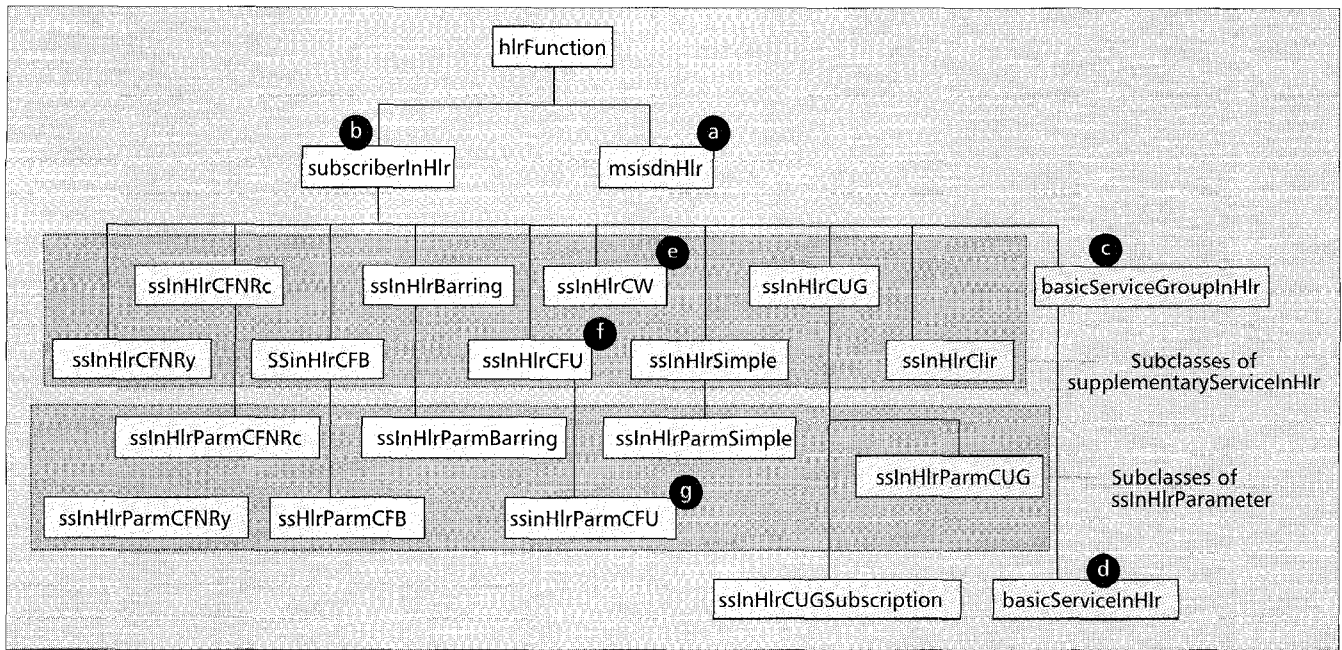 hlrFunction
b
a
subscriberInHlr
msisdnHlr
e
c
ssInHlrCFNRc
ssInHlrBarring
ssInHlrCW
ssInHlrCUG
basicServiceGroupInHlr
f
ssInHlrCFNRy
SSinHlrCFB
ssInHlrCFU
ssInHlrSimple
ssInHlrClir
Subclasses of
supplementaryServiceInHlr
ssInHlrParmCFNRc
ssInHlrParmBarring
ssInHlrParmSimple
ssInHlrParmCUG
Subclasses of
ssInHlrParameter
g
ssInHlrParmCFNRy
ssHlrParmCFB
ssinHlrParmCFU
d
ssInHlrCUGSubscription
basicServiceInHlr